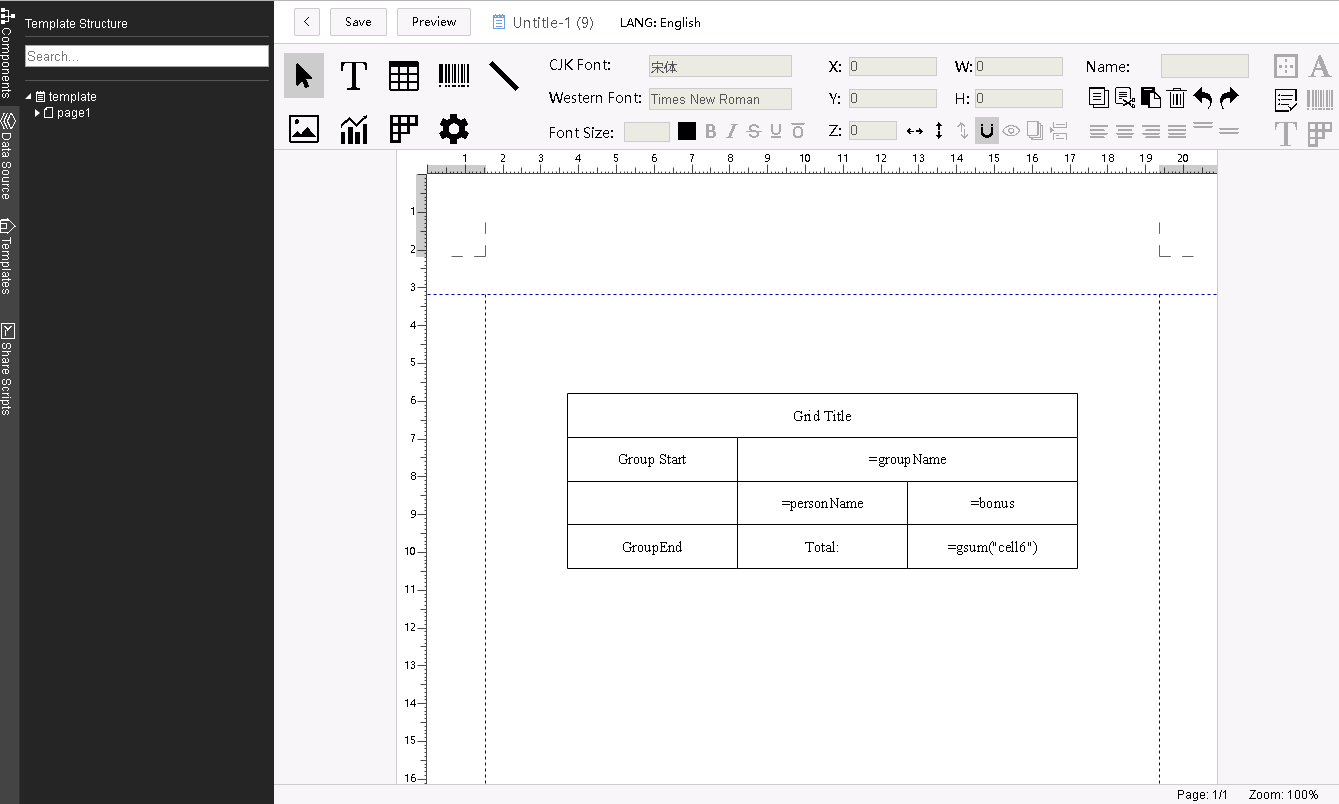 Components
Data Source
Templates
Share Scripts
Template Structure
Search...
template
page1
Save
Preview
Untitle-1 (9)
LANG: English
T
CJK Font:
宋体
Western Font:
Times New Roman
Font Size:
B I S U O
X: 0
W: 0
Y: 0
H: 0
Z: 0
Name:
A
T
1 2 3 4 5 6 7 8 9 10 11 12 13 14 15 16 17 18 19 20
1
2
3
4
5
6
7
8
9
10
11
12
13
14
15
16
Grid Title
Group Start
=groupName
=personName
=bonus
GroupEnd
Total:
=gsum("cell6")
Page: 1/1
Zoom: 100%